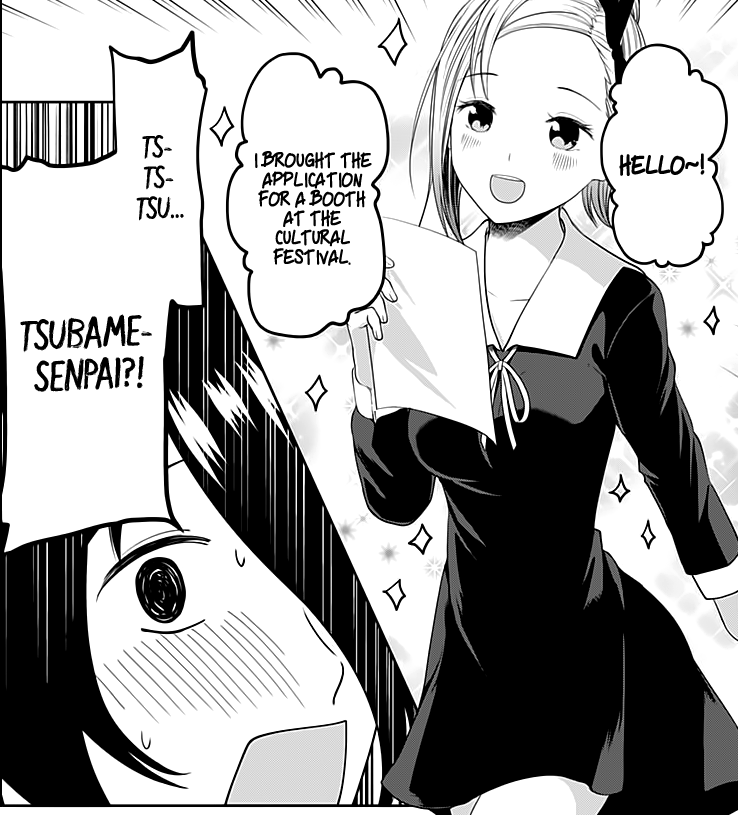 HELLO~!
I BROUGHT THE
APPLICATION
FOR A BOOTH
AT THE
CULTURAL
FESTIVAL.
TS-
TS-
TSU...
TSUBAME-
SENPAI?!